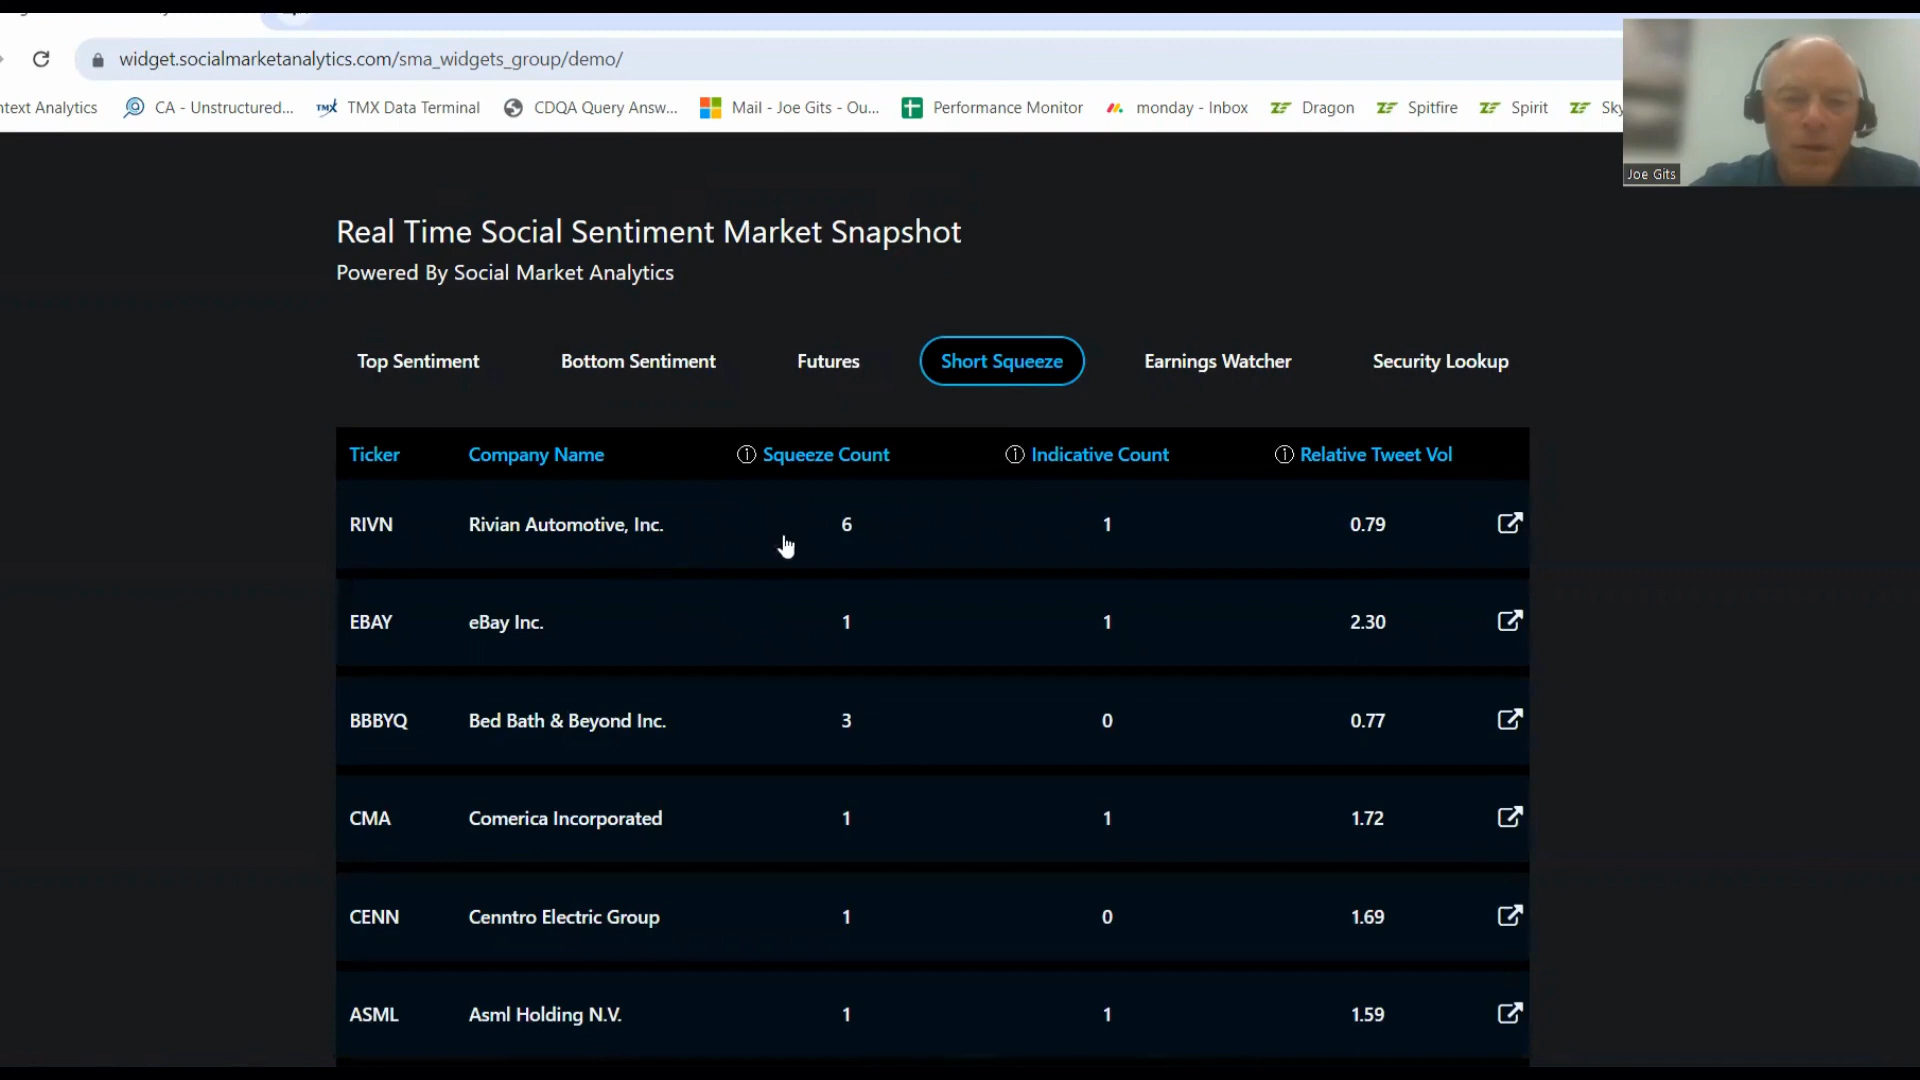 widget.socialmarketanalytics.com/sma_widgets_group/demo/
ntext Analytics CA - Unstructured... TMX TMX Data Terminal CDQA Query Answ... Mail - Joe Gits - Ou... Performance Monitor monday - Inbox Dragon Spitfire Spirit Sky
Joe Gits
Real Time Social Sentiment Market Snapshot
Powered By Social Market Analytics
Top Sentiment Bottom Sentiment Futures Short Squeeze Earnings Watcher Security Lookup
Ticker Company Name Squeeze Count Indicative Count Relative Tweet Vol
RIVN Rivian Automotive, Inc. 6 1 0.79
EBAY eBay Inc. 1 1 2.30
BBBYQ Bed Bath & Beyond Inc. 3 0 0.77
CMA Comerica Incorporated 1 1 1.72
CENN Cenntro Electric Group 1 0 1.69
ASML Asml Holding N.V. 1 1 1.59